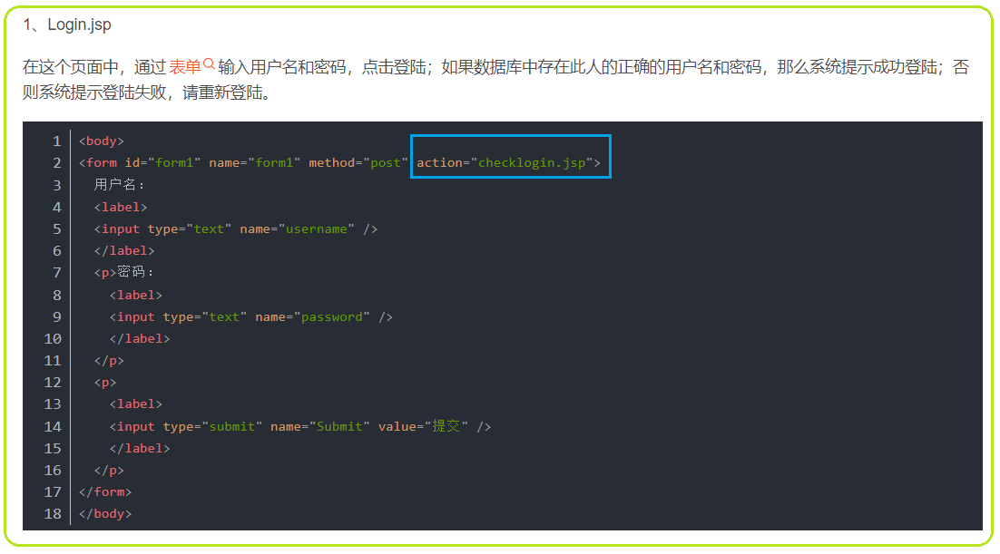 1、Login.jsp
在这个页面中，通过表单输入用户名和密码，点击登陆；如果数据库中存在此人的正确的用户名和密码，那么系统提示成功登陆；否
则系统提示登陆失败，请重新登陆。
1 <body>
2 <form id="form1" name="form1" method="post" action="checklogin.jsp">
3   用户名：
4   <label>
5   <input type="text" name="username" />
6   </label>
7   <p>密码：
8     <label>
9     <input type="text" name="password" />
10     </label>
11   </p>
12   <p>
13     <label>
14     <input type="submit" name="Submit" value="提交" />
15     </label>
16   </p>
17 </form>
18 </body>